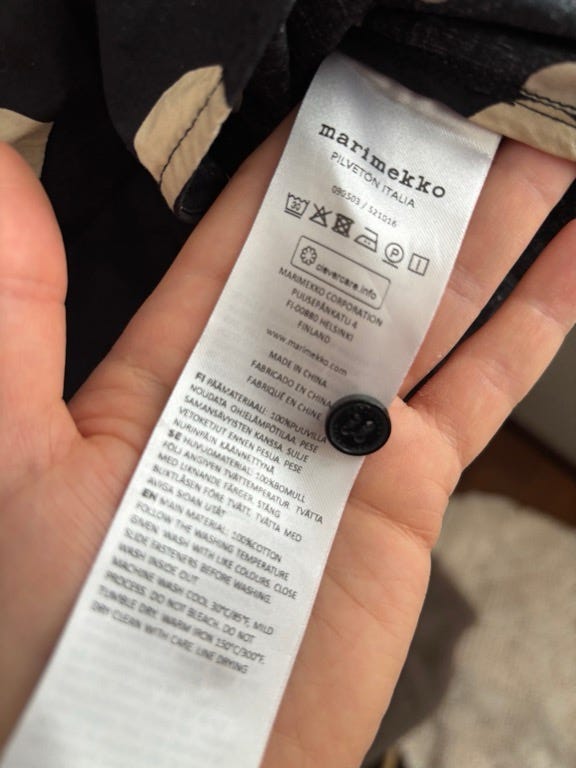 marimekko
PILVETÖN ITALIA
090503 / 521016
30
P
clevercare.info
MARIMEKKO CORPORATION
PUUSEPÄNKATU 4
FI-00880 HELSINKI
FINLAND
www.marimekko.com
MADE IN CHINA
FABRICADO EN CHINA
FABRIQUÉ EN CHINE
FI PÄÄMATERIAALI: 100%PUUVILLA
NOUDATA OHJELÄMPÖTILAA. PESE
SAMANSÄVYISTEN KANSSA. SULJE
VETOKETJUT ENNEN PESUA. PESE
NURINPÄIN KÄÄNNETTYNÄ
SE HUVUDMATERIAL: 100%BOMULL
FÖLJ ANGIVEN TVÄTTEMPERATUR. TVÄTTA
MED LIKNANDE FÄRGER. STÄNG
BLIXTLÅSEN FÖRE TVÄTT. TVÄTTA MED
AVIGA SIDAN UTÅT
EN MAIN MATERIAL: 100%COTTON
FOLLOW THE WASHING TEMPERATURE
GIVEN. WASH WITH LIKE COLOURS. CLOSE
SLIDE FASTENERS BEFORE WASHING.
WASH INSIDE OUT
MACHINE WASH COOL 30°C/85°F, MILD
PROCESS. DO NOT BLEACH. DO NOT
TUMBLE DRY. WARM IRON 150°C/300°F.
DRY CLEAN WITH CARE. LINE DRYING